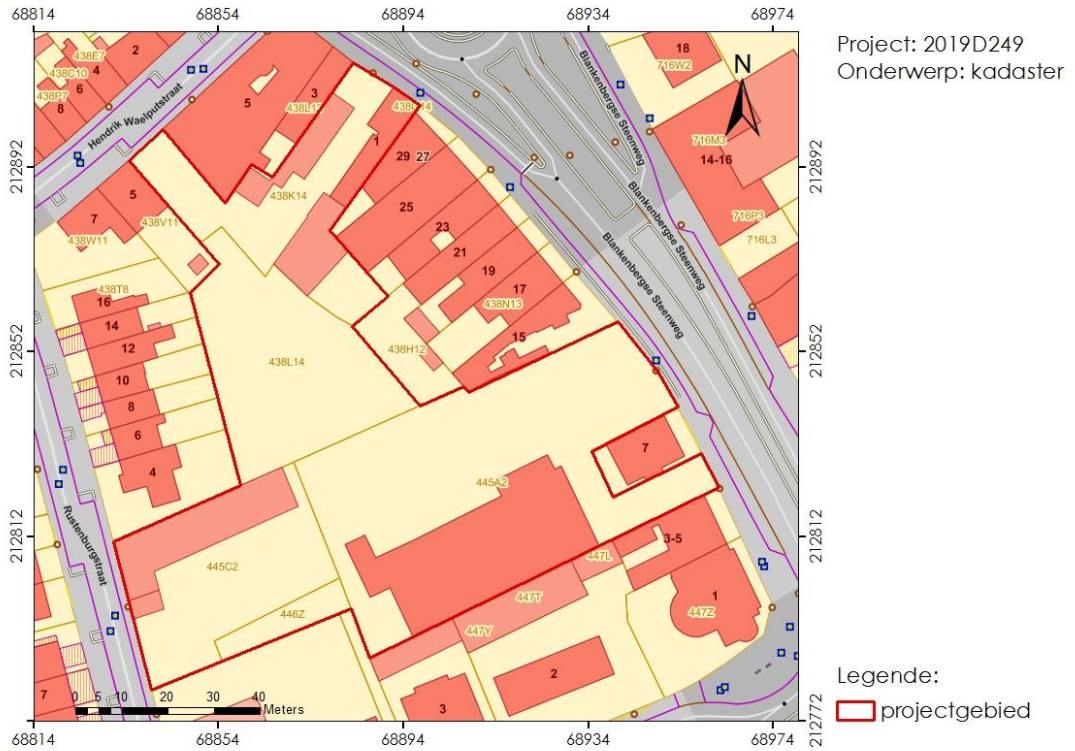 68814 68854 68894 68934 68974
Project: 2019D249
Onderwerp: kadaster
N
212892
212852
212812
212772
212892
212852
212812
212772
Hendrik Waelputstraat
Blankenbergse Steenweg
Blankenbergse Steenweg
Blankenbergse Steenweg
Rustenburgstraat
438E7
2
438C10
4
6
438P7
8
5
3
438L13
1
29 27
25
23
21
19
17
438N13
15
438K14
5
438V11
7
438W11
438T8
16
14
12
10
8
6
4
438L14
438H12
18
716W2
716M3
14-16
716P3
716L3
7
445A2
445C2
446Z
447L
3-5
1
447Z
447T
447Y
2
3
7
0 5 10 20 30 40
Meters
Legende:
projectgebied
68814 68854 68894 68934 68974